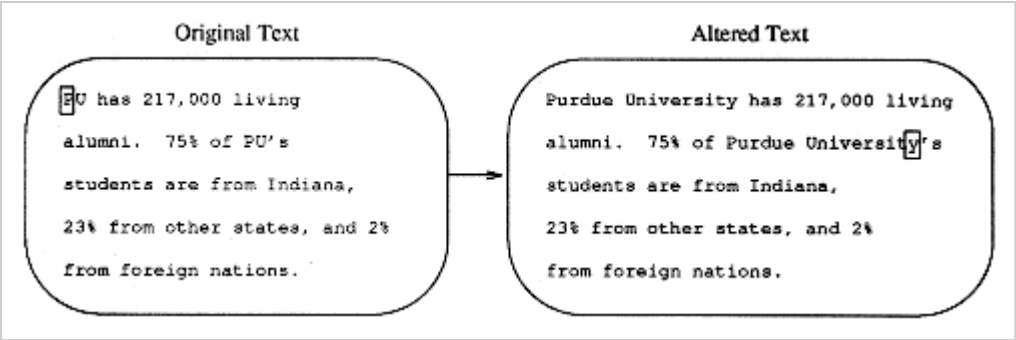 Original Text
PU has 217,000 living
alumni.  75% of PU's
students are from Indiana,
23% from other states, and 2%
from foreign nations.
Altered Text
Purdue University has 217,000 living
alumni.  75% of Purdue University's
students are from Indiana,
23% from other states, and 2%
from foreign nations.